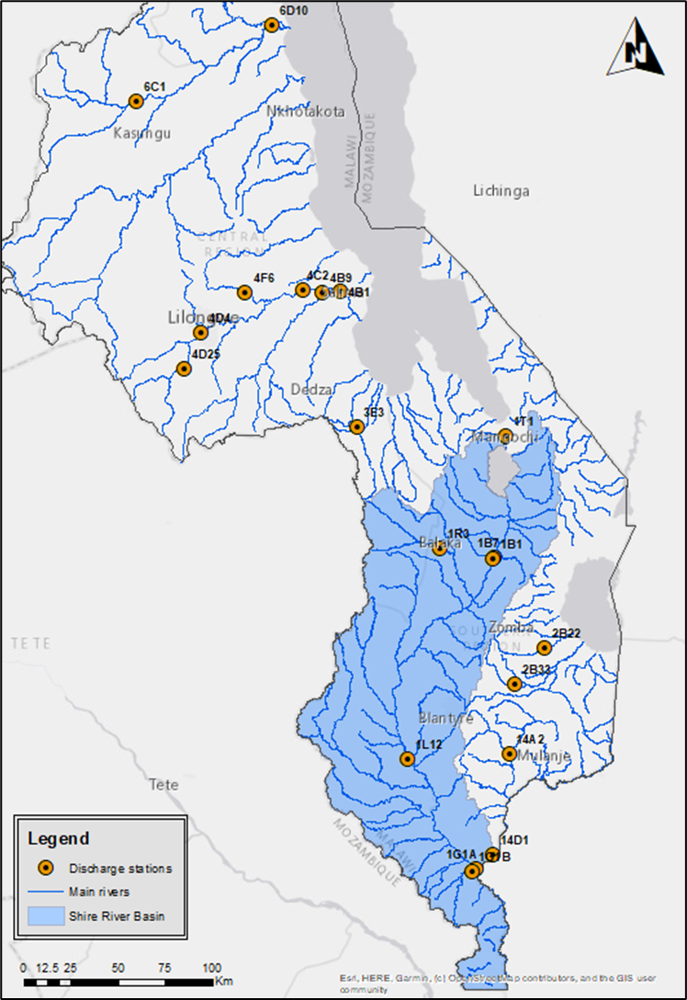 6D10
N
6C1
Nkhotakota
Kasungu
MALAWI
MOZAMBIQUE
Lichinga
CENTRAL
REGION
4F6
4C2
4B9
4B1
Lilongwe
4D4
4D25
Dedza
3E3
1T1
Mangochi
1R3
Balaka
1B7
1B1
Zomba
SOUTHERN
REGION
TETE
2B22
2B33
Blantyre
1L12
14A2
Mulanje
Tete
14D1
1G1A
MALAWI
MOZAMBIQUE
Legend
Discharge stations
Main rivers
Shire River Basin
0 12.5 25 50 75 100
Km
Esri, HERE, Garmin, (c) OpenStreetMap contributors, and the GIS user
community